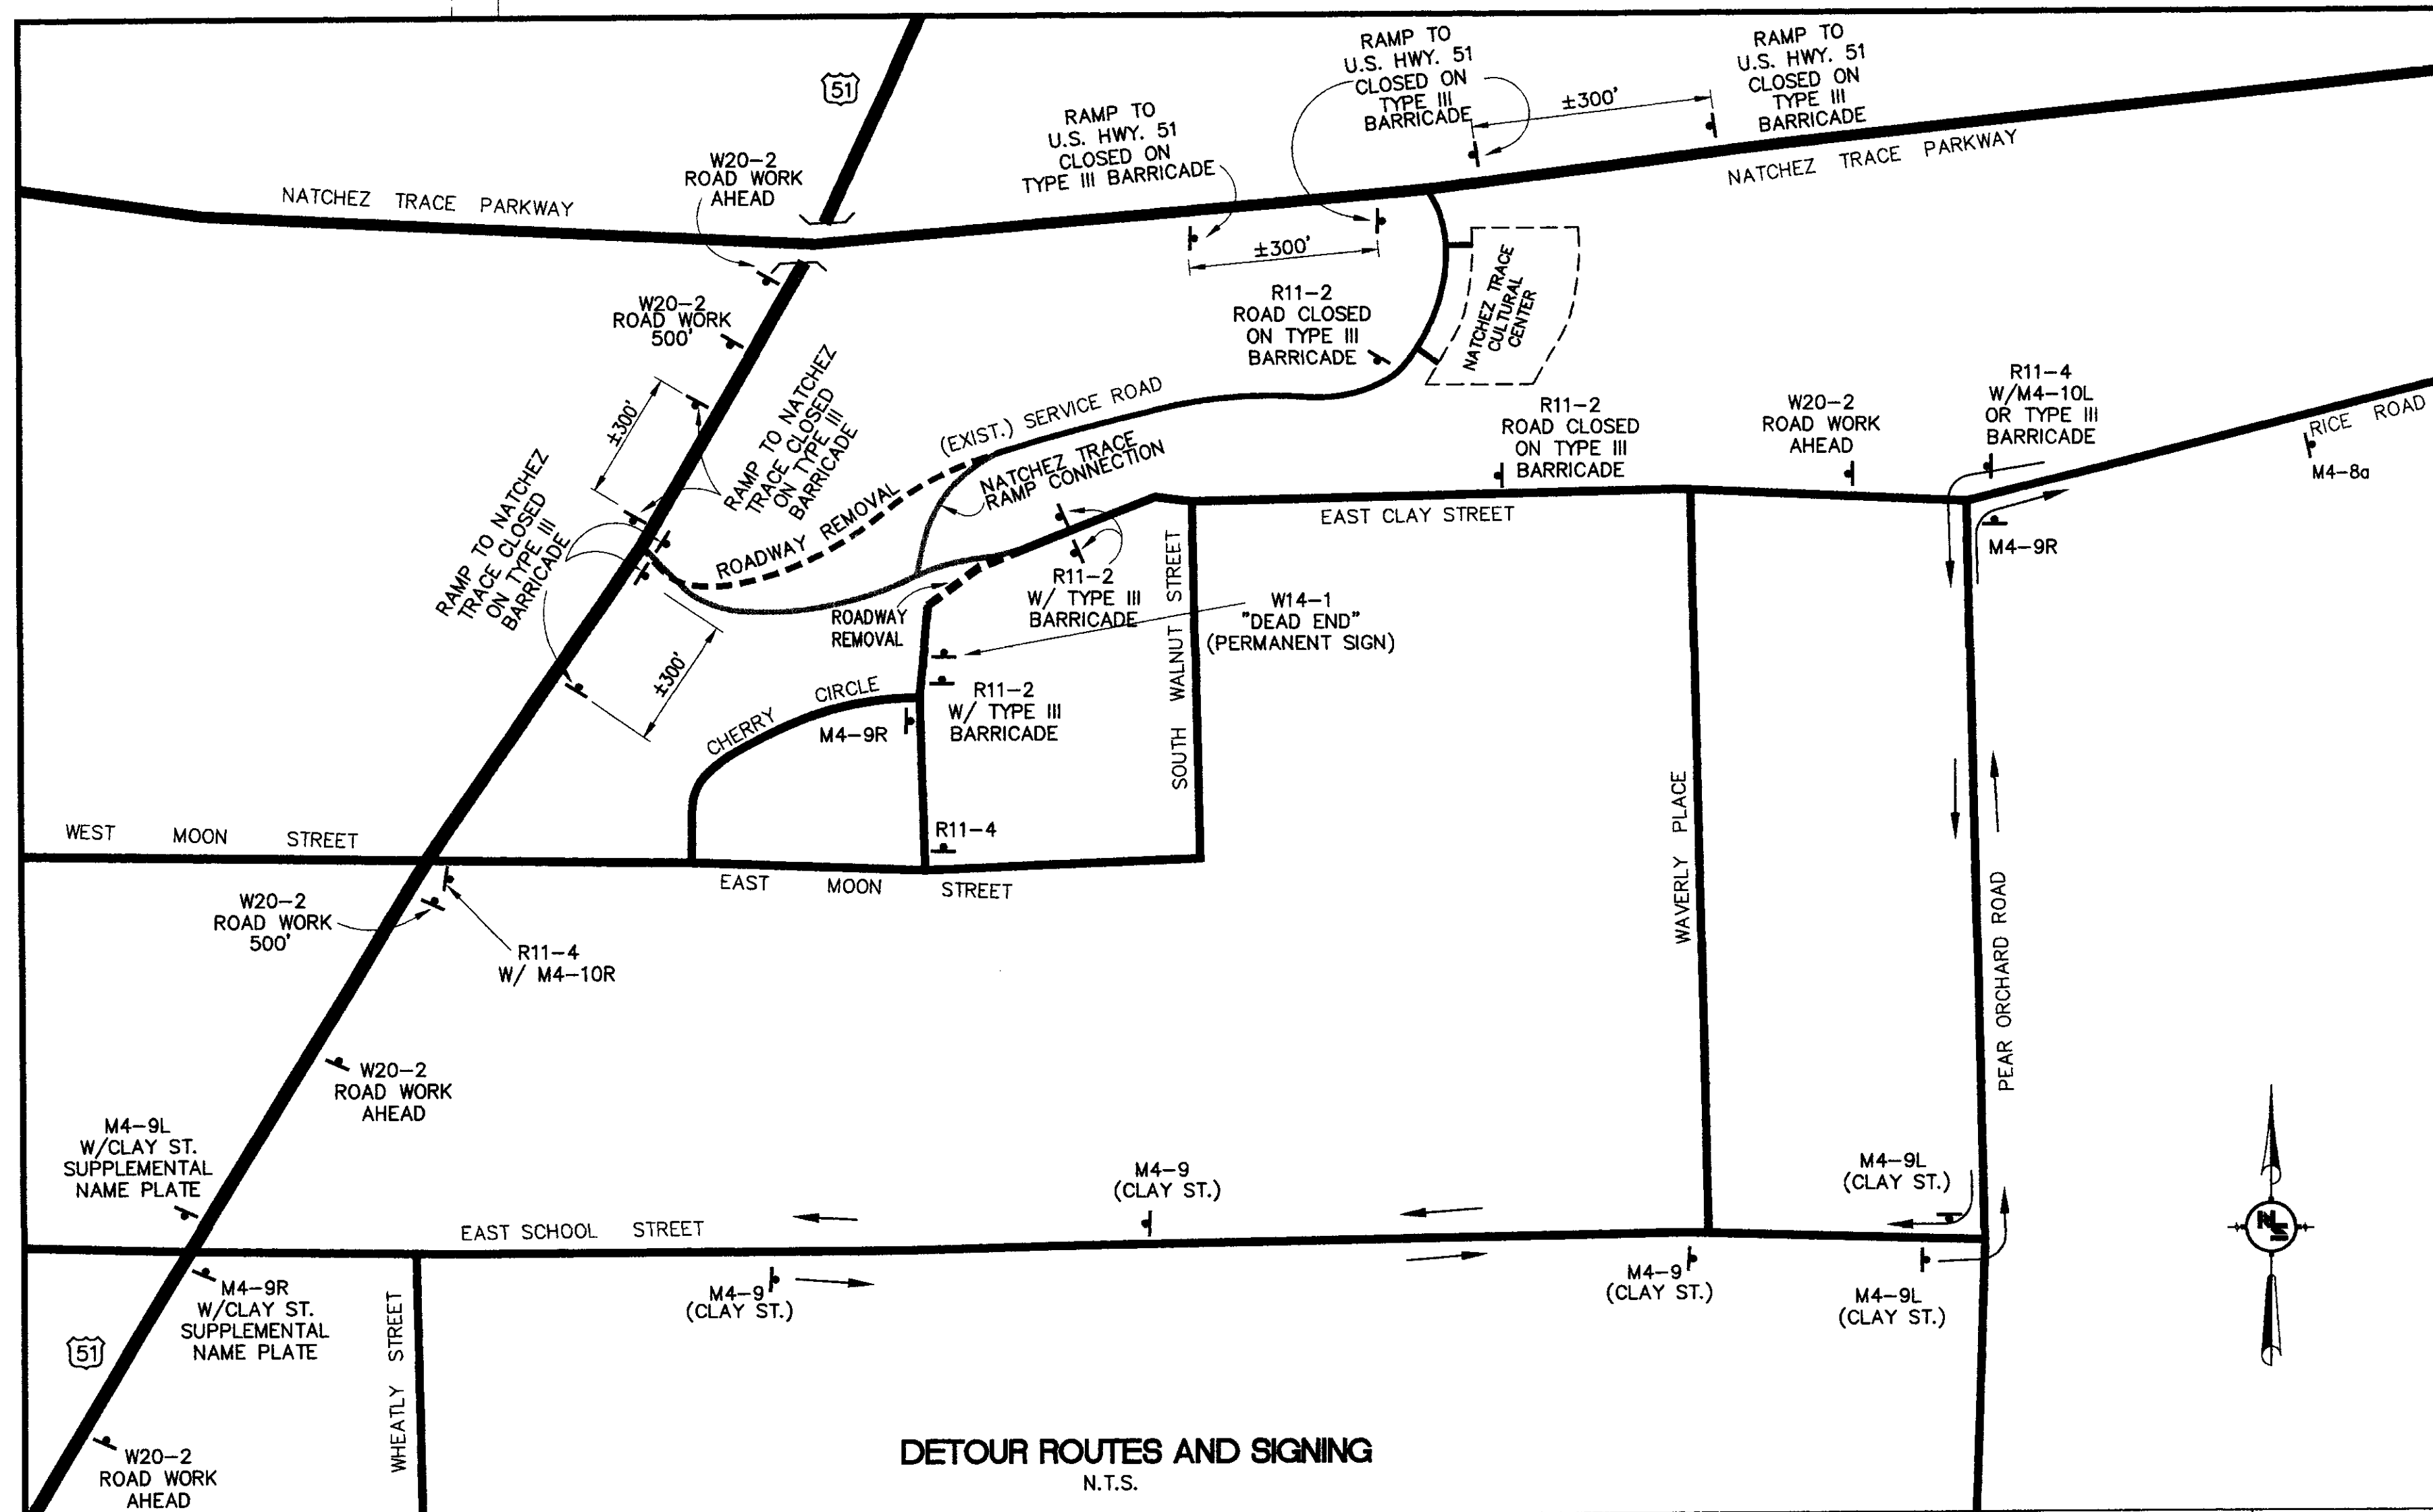 51
RAMP TO
U.S. HWY. 51
CLOSED ON
TYPE III
BARRICADE
RAMP TO
U.S. HWY. 51
CLOSED ON
TYPE III
BARRICADE
±300'
RAMP TO
U.S. HWY. 51
CLOSED ON
TYPE III BARRICADE
W20-2
ROAD WORK
AHEAD
NATCHEZ TRACE PARKWAY
NATCHEZ TRACE PARKWAY
±300'
NATCHEZ TRACE
CULTURAL
CENTER
R11-2
ROAD CLOSED
ON TYPE III
BARRICADE
W20-2
ROAD WORK
500'
±300'
RAMP TO NATCHEZ
TRACE CLOSED
ON TYPE III
BARRICADE
(EXIST.) SERVICE ROAD
NATCHEZ TRACE
RAMP CONNECTION
ROADWAY REMOVAL
R11-2
ROAD CLOSED
ON TYPE III
BARRICADE
W20-2
ROAD WORK
AHEAD
R11-4
W/M4-10L
OR TYPE III
BARRICADE
RICE ROAD
M4-8a
EAST CLAY STREET
M4-9R
RAMP TO NATCHEZ
TRACE CLOSED
ON TYPE III
BARRICADE
±300'
ROADWAY
REMOVAL
R11-2
W/ TYPE III
BARRICADE
W14-1
"DEAD END"
(PERMANENT SIGN)
SOUTH WALNUT STREET
CHERRY CIRCLE
M4-9R
R11-2
W/ TYPE III
BARRICADE
R11-4
WEST MOON STREET
EAST MOON STREET
WAVERLY PLACE
PEAR ORCHARD ROAD
W20-2
ROAD WORK
500'
R11-4
W/ M4-10R
W20-2
ROAD WORK
AHEAD
M4-9L
W/CLAY ST.
SUPPLEMENTAL
NAME PLATE
EAST SCHOOL STREET
M4-9
(CLAY ST.)
M4-9L
(CLAY ST.)
M4-9R
W/CLAY ST.
SUPPLEMENTAL
NAME PLATE
M4-9
(CLAY ST.)
M4-9
(CLAY ST.)
M4-9L
(CLAY ST.)
51
WHEATLY STREET
W20-2
ROAD WORK
AHEAD
DETOUR ROUTES AND SIGNING
N.T.S.